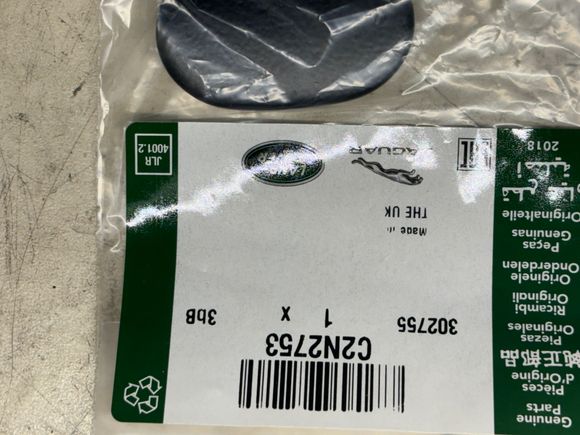 Genuine
Parts
Pièces
d'Origine
純正部品
Piezas
Originales
Ricambi
Originali
Originele
Onderdelen
Peças
Genuinas
Originalteile
2018
C2N2753
302755 1 x 3bB
Made in
THE UK
JAGUAR
JLR
4001.2